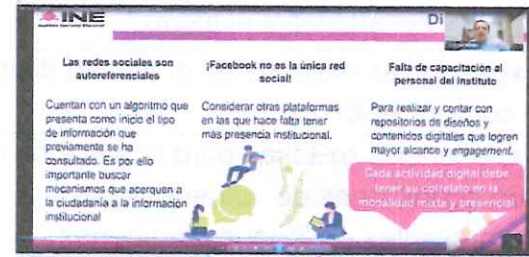 INE
Instituto Nacional Electoral
Di
Las redes sociales son
autoreferenciales
Cuentan con un algoritmo que
presenta como inicio el tipo
de información que
previamente se ha
consultado. Es por ello
importante buscar
mecanismos que acerquen a
la ciudadanía a la información
institucional
¡Facebook no es la única red
social!
Considerar otras plataformas
en las que hace falta tener
más presencia institucional.
Falta de capacitación al
personal del instituto
Para realizar y contar con
repositorios de diseños y
contenidos digitales que logren
mayor alcance y engagement.
Cada actividad digital debe
tener su correlato en la
modalidad mixta y presencial